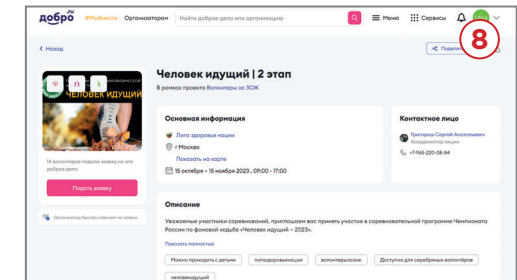 добро.ру #МыВместе Организаторам Найти доброе дело или организацию Меню Сервисы
8
Назад
Поделит
ЧЕЛОВЕК ИДУЩИЙ
Человек идущий | 2 этап
В рамках проекта Волонтеры за ЗОЖ
Основная информация
Лига здоровья нации
г Москва
Показать на карте
15 октября – 15 ноября 2023, 09:00 - 17:00
Контактное лицо
Григораш Сергей Анатольевич
Координатор акции
+7-965-220-08-84
волонтеров подали заявку на это доброе дело
Подать заявку
Организатор быстро отвечает на заявки
Описание
Уважаемые участники соревнований, приглашаем вас принять участие в соревновательной программе Чемпионата
России по фоновой ходьбе «Человек идущий – 2023».
Показать полностью
Можно приходить с детьми
лигаздоровьянации
волонтерызазож
Доступно для серебряных волонтёров
человекидущий